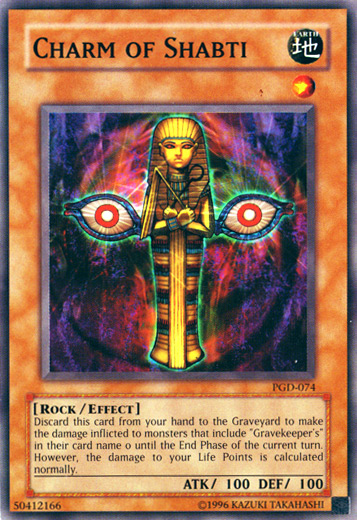 CHARM OF SHABTI
EARTH
地
PGD-074
[ROCK/EFFECT]
Discard this card from your hand to the Graveyard to make
the damage inflicted to monsters that include "Gravekeeper's"
in their card name 0 until the End Phase of the current turn.
However, the damage to your Life Points is calculated
normally.
ATK/ 100 DEF/ 100
50412166
©1996 KAZUKI TAKAHASHI